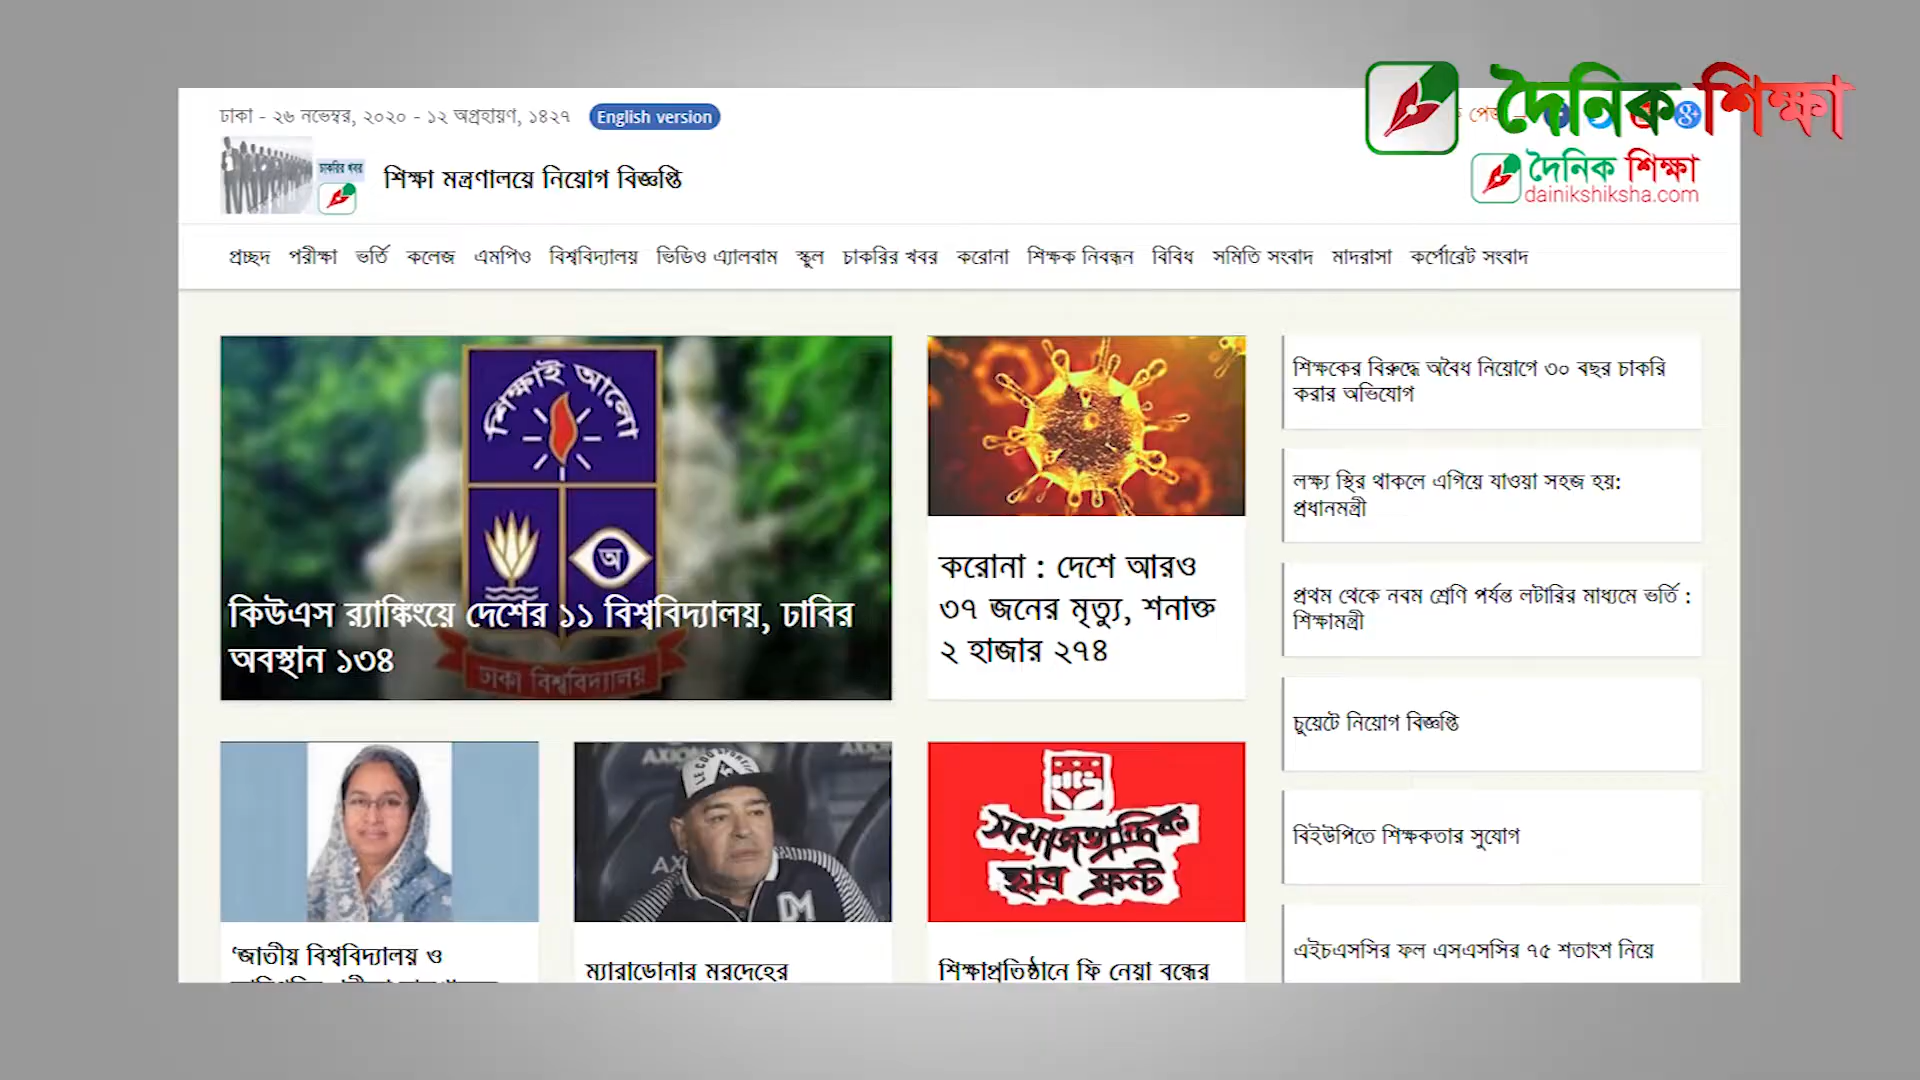 দৈনিক শিক্ষা
ঢাকা - ২৬ নভেম্বর, ২০২০ - ১২ অগ্রহায়ণ, ১৪২৭
English version
চাকরির খবর
শিক্ষা মন্ত্রণালয়ে নিয়োগ বিজ্ঞপ্তি
দৈনিক শিক্ষা
dainikshiksha.com
প্রচ্ছদ পরীক্ষা ভর্তি কলেজ এমপিও বিশ্ববিদ্যালয় ভিডিও এ্যালবাম স্কুল চাকরির খবর করোনা শিক্ষক নিবন্ধন বিবিধ সমিতি সংবাদ মাদরাসা কর্পোরেট সংবাদ
শিক্ষাই আলো
অ
কিউএস র‍্যাঙ্কিংয়ে দেশের ১১ বিশ্ববিদ্যালয়, ঢাবির
অবস্থান ১৩৪
ঢাকা বিশ্ববিদ্যালয়
করোনা : দেশে আরও
৩৭ জনের মৃত্যু, শনাক্ত
২ হাজার ২৭৪
শিক্ষকের বিরুদ্ধে অবৈধ নিয়োগে ৩০ বছর চাকরি
করার অভিযোগ
লক্ষ্য স্থির থাকলে এগিয়ে যাওয়া সহজ হয়:
প্রধানমন্ত্রী
প্রথম থেকে নবম শ্রেণি পর্যন্ত লটারির মাধ্যমে ভর্তি :
শিক্ষামন্ত্রী
চুয়েটে নিয়োগ বিজ্ঞপ্তি
বিইউপিতে শিক্ষকতার সুযোগ
এইচএসসির ফল এসএসসির ৭৫ শতাংশ নিয়ে
‘জাতীয় বিশ্ববিদ্যালয় ও
DM
ম্যারাডোনার মরদেহের
সমাজতান্ত্রিক
ছাত্র ফ্রন্ট
শিক্ষাপ্রতিষ্ঠানে ফি নেয়া বন্ধের